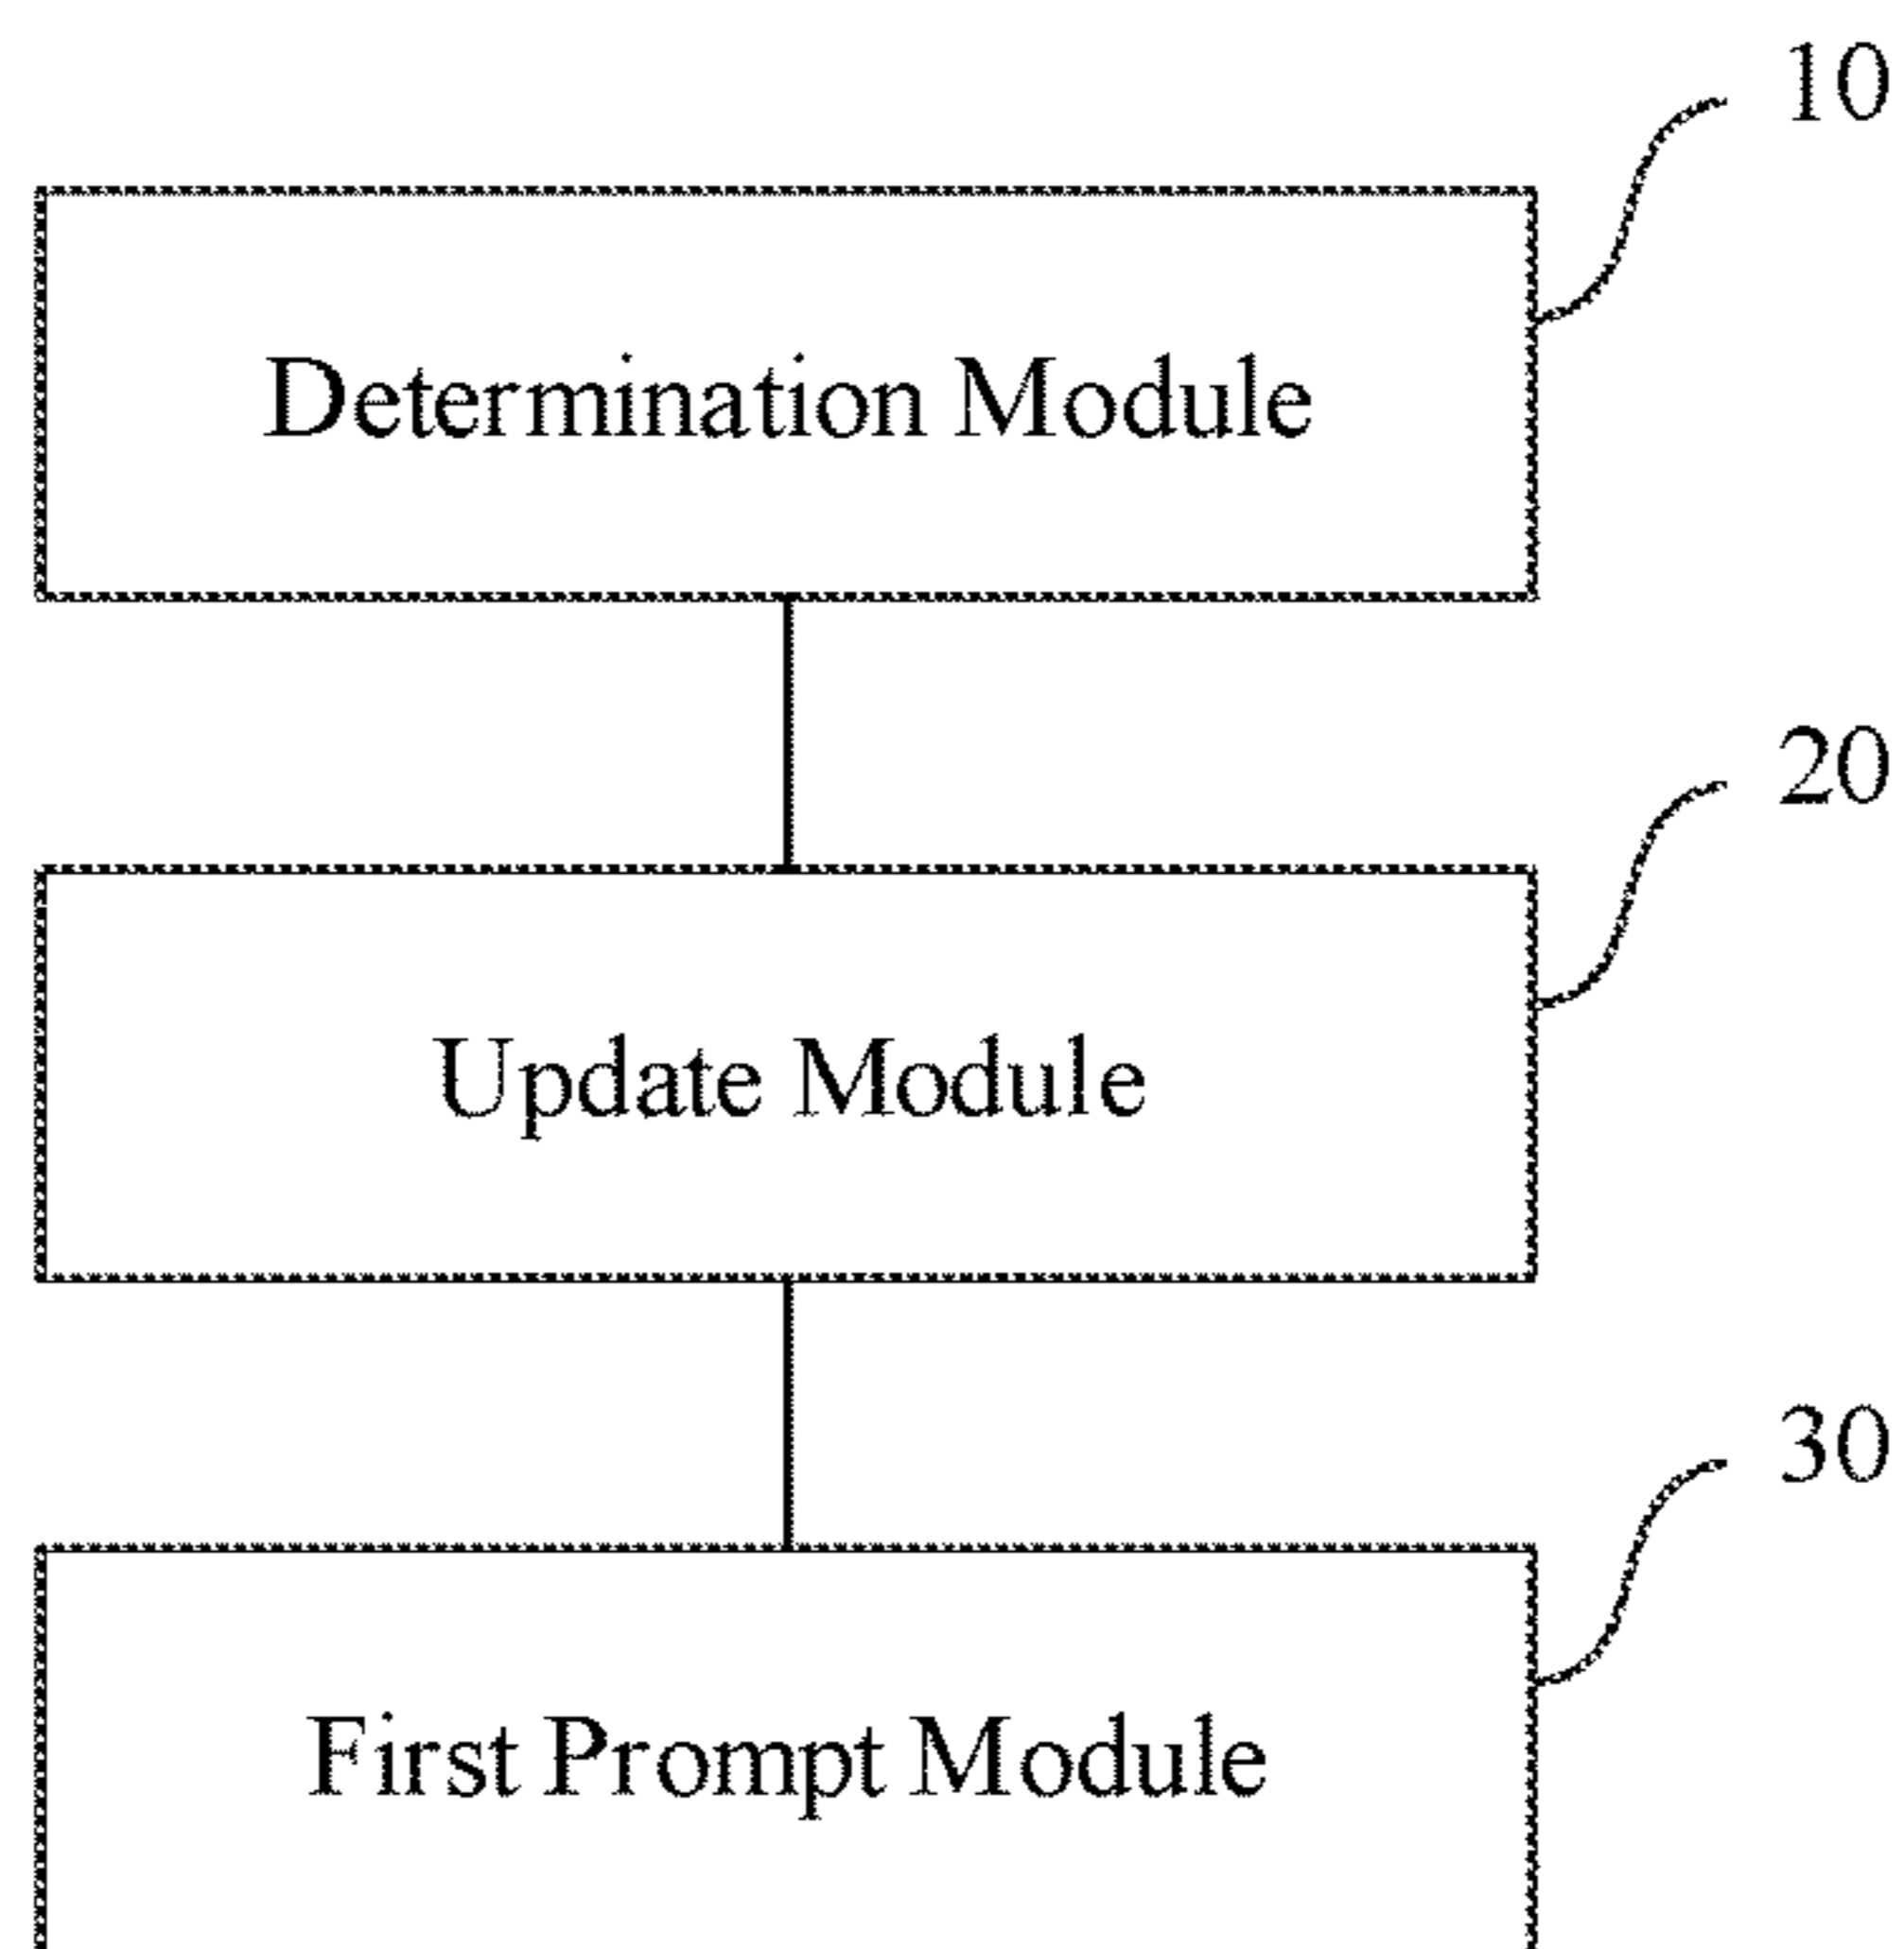 10
Determination Module
20
Update Module
30
First Prompt Module